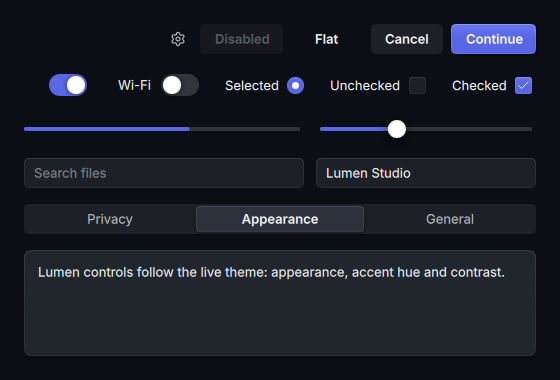 Disabled Flat Cancel Continue
Wi-Fi Selected Unchecked Checked
Search files Lumen Studio
Privacy Appearance General
Lumen controls follow the live theme: appearance, accent hue and contrast.